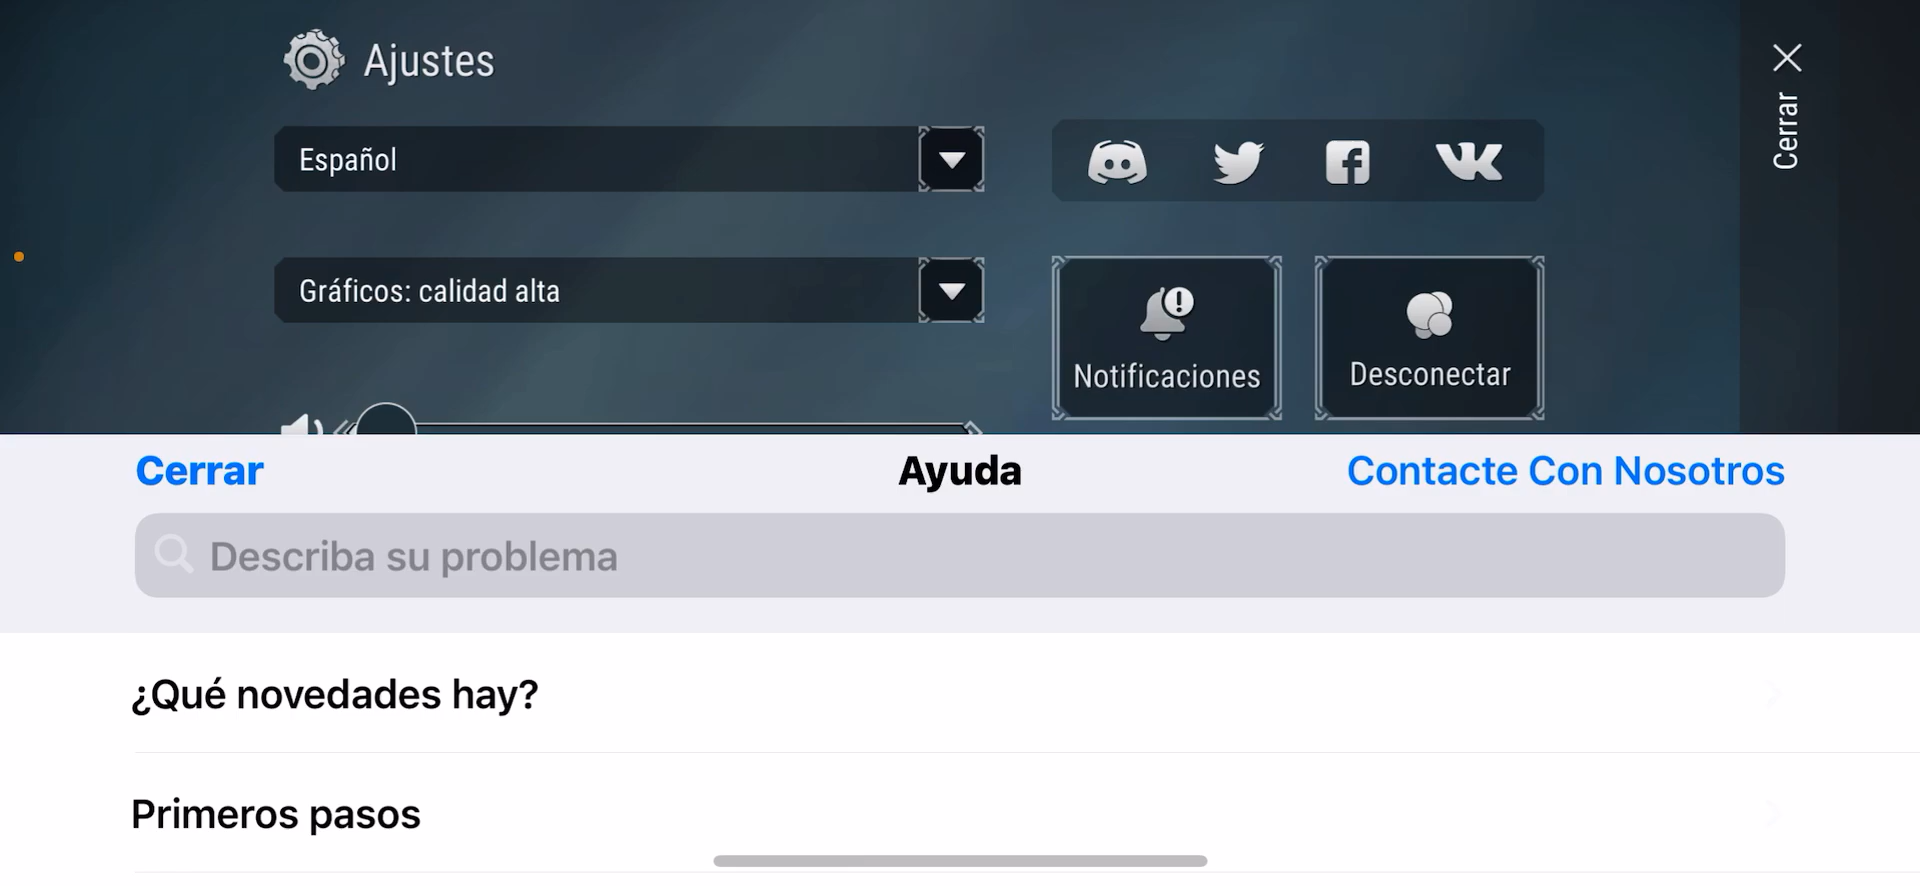 Ajustes
Cerrar
Español
Gráficos: calidad alta
Notificaciones
Desconectar
Cerrar
Ayuda
Contacte Con Nosotros
Describa su problema
¿Qué novedades hay?
Primeros pasos